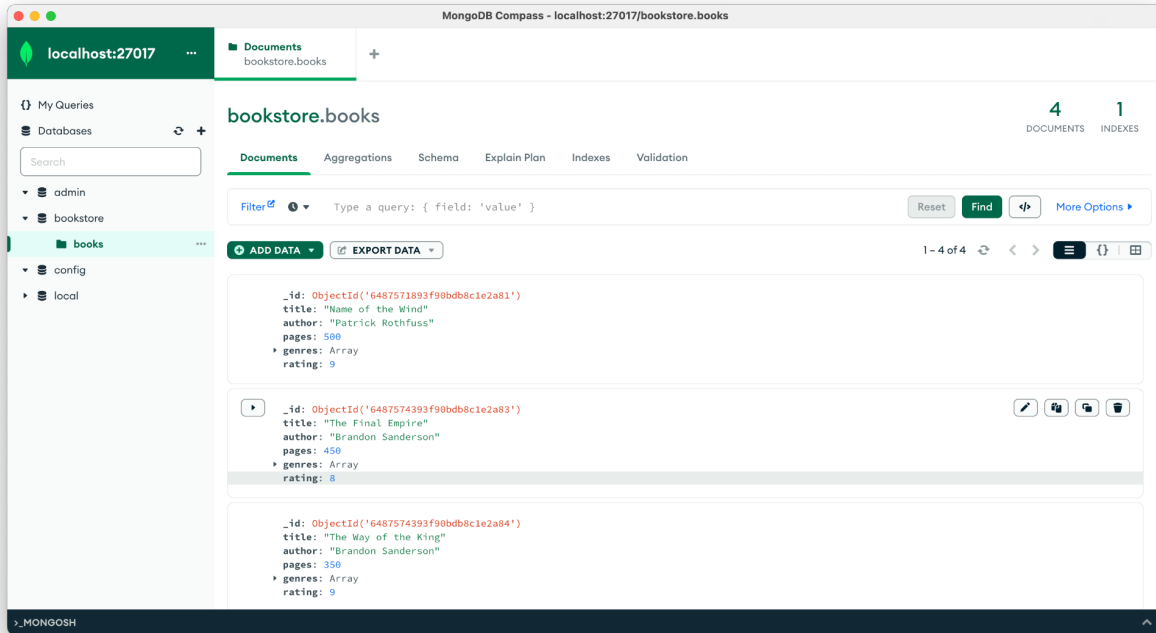 MongoDB Compass - localhost:27017/bookstore.books
localhost:27017 ...
Documents
bookstore.books
+
{} My Queries
Databases
Search
admin
bookstore
books ...
config
local
bookstore.books
4
DOCUMENTS
1
INDEXES
Documents Aggregations Schema Explain Plan Indexes Validation
Filter Type a query: { field: 'value' } Reset Find </> More Options
ADD DATA EXPORT DATA 1 – 4 of 4 {}
_id: ObjectId('6487571893f90bdb8c1e2a81')
title: "Name of the Wind"
author: "Patrick Rothfuss"
pages: 500
genres: Array
rating: 9
_id: ObjectId('6487574393f90bdb8c1e2a83')
title: "The Final Empire"
author: "Brandon Sanderson"
pages: 450
genres: Array
rating: 8
_id: ObjectId('6487574393f90bdb8c1e2a84')
title: "The Way of the King"
author: "Brandon Sanderson"
pages: 350
genres: Array
rating: 9
>_MONGOSH